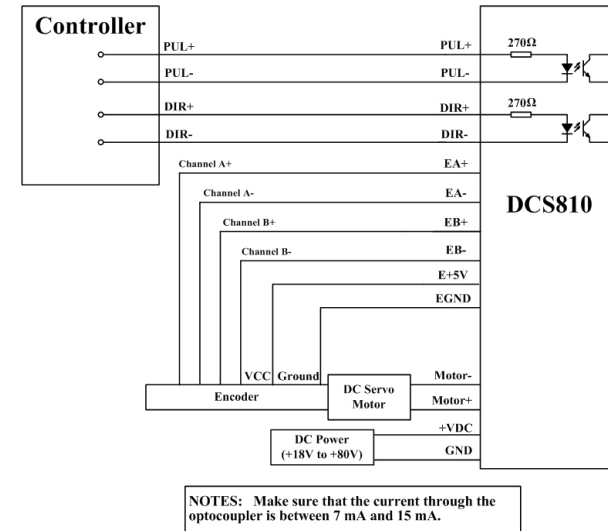 Controller
PUL+ PUL+ 270Ω
PUL- PUL-
DIR+ DIR+ 270Ω
DIR- DIR-
Channel A+ EA+
Channel A- EA-
DCS810
Channel B+ EB+
Channel B- EB-
E+5V
EGND
VCC Ground
Encoder
DC Servo
Motor
Motor-
Motor+
+VDC
DC Power
(+18V to +80V)
GND
NOTES: Make sure that the current through the
optocoupler is between 7 mA and 15 mA.